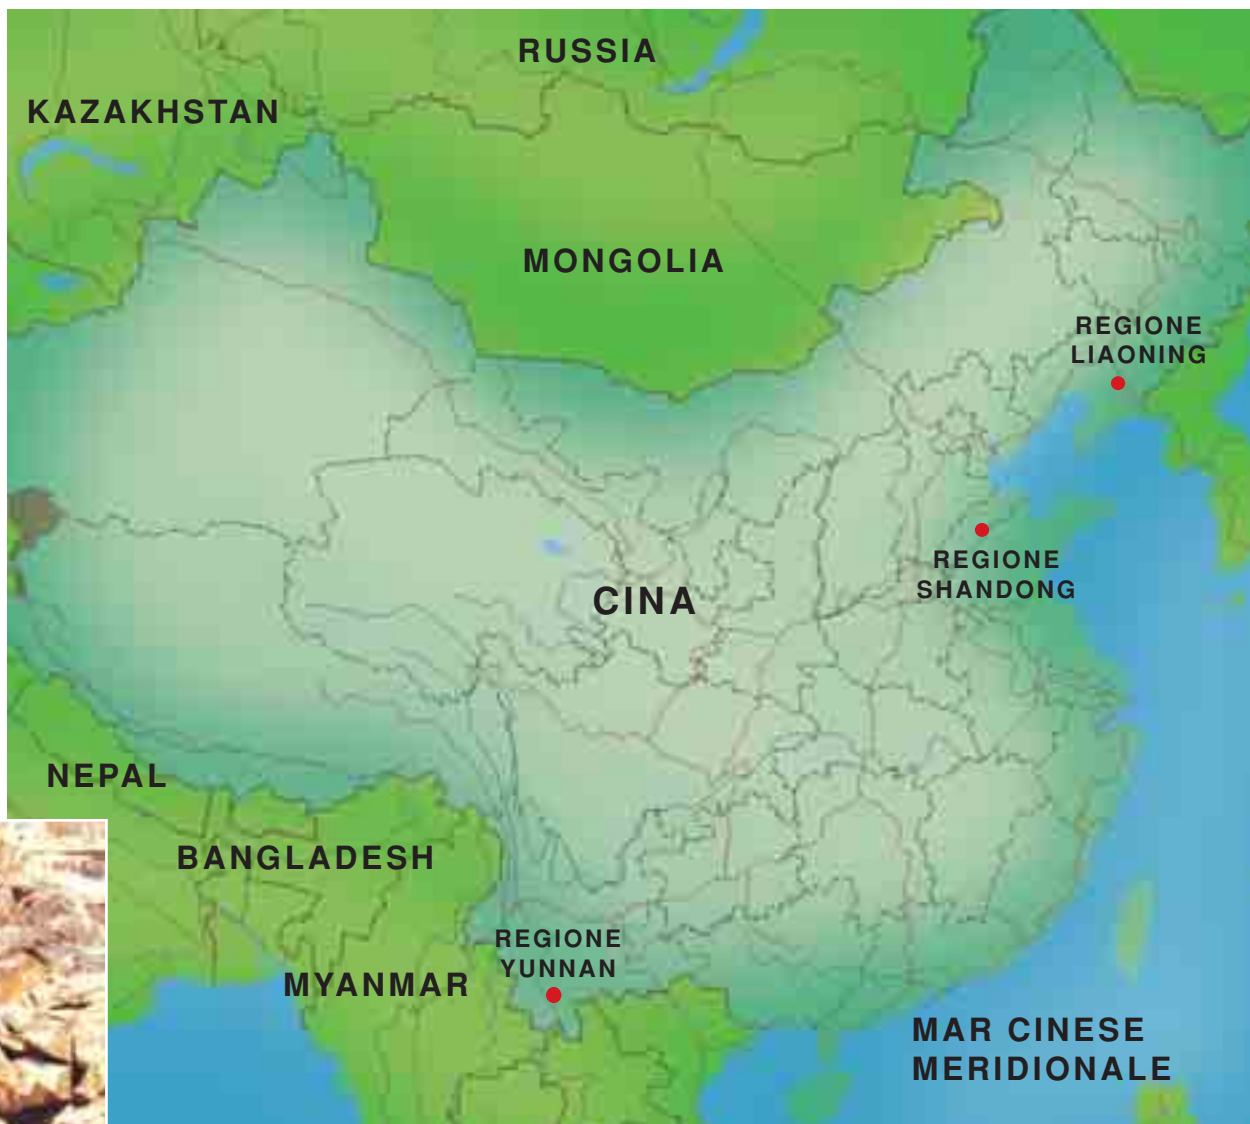 RUSSIA
KAZAKHSTAN
MONGOLIA
REGIONE
LIAONING
REGIONE
SHANDONG
CINA
NEPAL
BANGLADESH
REGIONE
YUNNAN
MYANMAR
MAR CINESE
MERIDIONALE